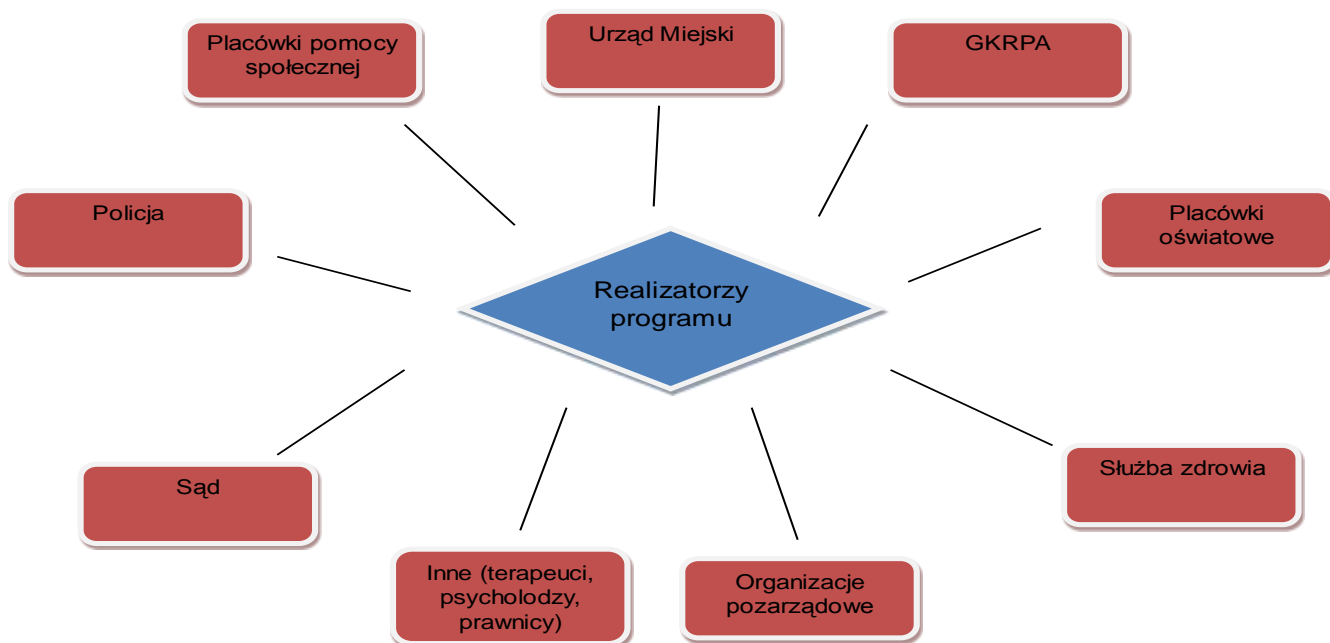 Placówki pomocy
społecznej
Urząd Miejski
GKRPA
Policja
Placówki
oświatowe
Realizatorzy
programu
Sąd
Służba zdrowia
Inne (terapeuci,
psycholodzy,
prawnicy)
Organizacje
pozarządowe